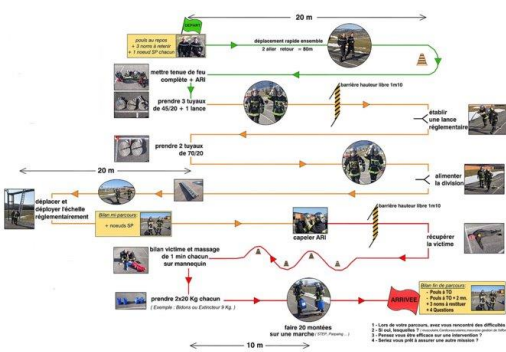 20 m
DEPART
pouls au repos
+ 3 noms à retenir
+ 1 noeud SP chacun
déplacement rapide ensemble
2 aller retour = 80m
mettre tenue de feu
complète + ARI
barrière hauteur libre 1m10
prendre 3 tuyaux
de 45/20 + 1 lance
établir
une lance
réglementaire
prendre 2 tuyaux
de 70/20
20 m
alimenter
la division
déplacer et
déployer l'échelle
réglementairement
Bilan mi-parcours
+ noeuds SP
barrière hauteur libre 1m10
capeler ARI
récupérer
la victime
bilan victime et massage
de 1 min chacun
sur mannequin
prendre 2x20 Kg chacun
( Exemple : Bidons ou Extincteur 9 Kg. )
ARRIVEE
Bilan fin de parcours
- Pouls à TO
- Pouls à TO + 2 mn.
+ 3 noms à restituer
+ 4 Questions
faire 20 montées
sur une marche
10 m
1 - Lors de votre parcours, avez vous rencontré des difficultés
2 - Si oui, lesquelles ?
3 - Pensez vous être efficace sur une intervention ?
4 - Seriez vous prêt à assurer une autre mission ?